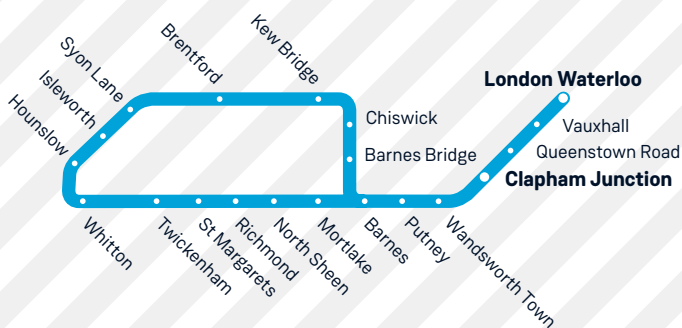 Kew Bridge
Brentford
Syon Lane
Isleworth
Hounslow
London Waterloo
Chiswick
Vauxhall
Barnes Bridge
Queenstown Road
Clapham Junction
Whitton
Twickenham
St Margarets
Richmond
North Sheen
Mortlake
Barnes
Putney
Wandsworth Town